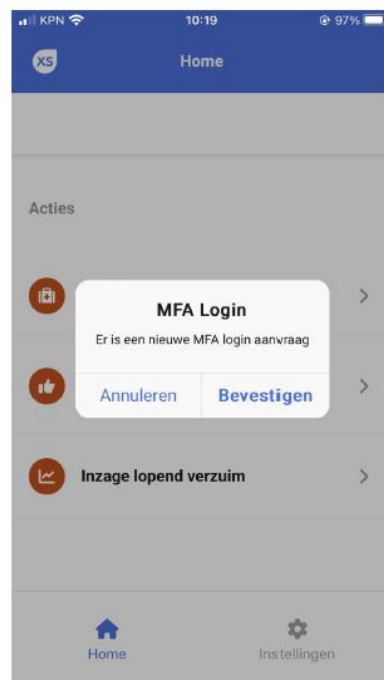 KPN 10:19 97%
XS Home
Acties
MFA Login
Er is een nieuwe MFA login aanvraag
Annuleren Bevestigen
Inzage lopend verzuim
Home Instellingen